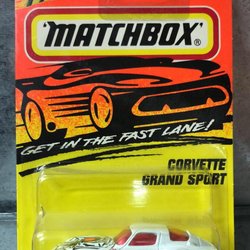 MATCHBOX®
GET IN THE FAST LANE!
CORVETTE
GRAND SPORT